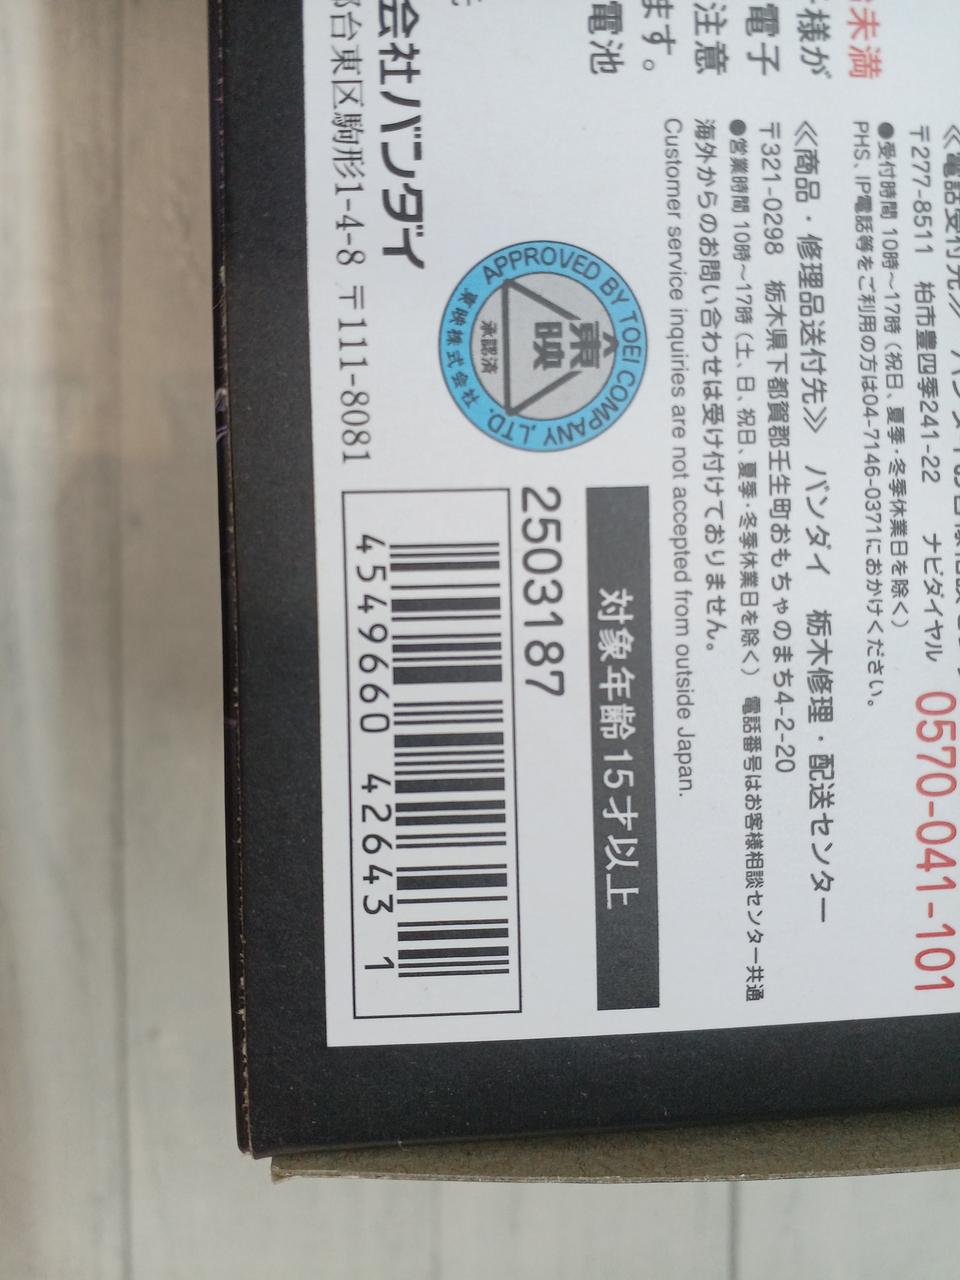 未満
様が
電子
注意
ます。
電池
〒277-8511 柏市豊四季241-22 ナビダイヤル 0570-041-101
●受付時間 10時〜17時(祝日、夏季・冬季休業日を除く)
PHS、IP電話等をご利用の方は04-7146-0371におかけください。
≪商品・修理品送付先≫ バンダイ 栃木修理・配送センター
〒321-0298 栃木県下都賀郡壬生町おもちゃのまち4-2-20
●営業時間 10時〜17時(土、日、祝日、夏季・冬季休業日を除く) 電話番号はお客様相談センター共通
海外からのお問い合わせは受け付けておりません。
Customer service inquiries are not accepted from outside Japan.
会社バンダイ
台東区駒形1-4-8 〒111-8081
APPROVED BY TOEI COMPANY, LTD.
東映
承認済
東映株式会社
対象年齢15才以上
2503187
4 549660 426431